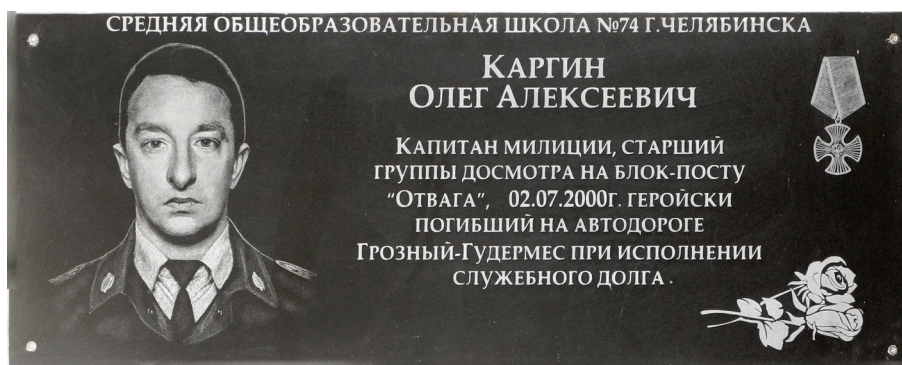 СРЕДНЯЯ ОБЩЕОБРАЗОВАТЕЛЬНАЯ ШКОЛА №74 Г.ЧЕЛЯБИНСКА
КАРГИН
ОЛЕГ АЛЕКСЕЕВИЧ
КАПИТАН МИЛИЦИИ, СТАРШИЙ
ГРУППЫ ДОСМОТРА НА БЛОК-ПОСТУ
"ОТВАГА", 02.07.2000Г. ГЕРОЙСКИ
ПОГИБШИЙ НА АВТОДОРОГЕ
ГРОЗНЫЙ-ГУДЕРМЕС ПРИ ИСПОЛНЕНИИ
СЛУЖЕБНОГО ДОЛГА.